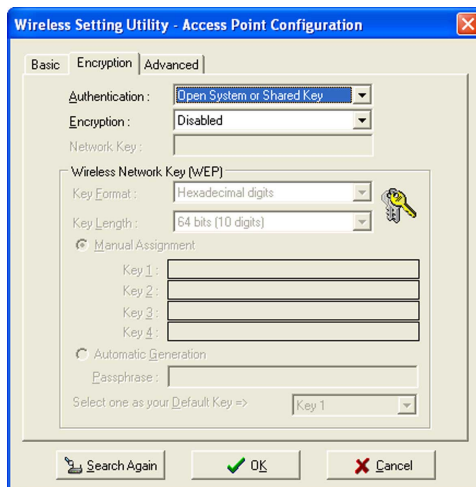 Wireless Setting Utility - Access Point Configuration
Basic Encryption Advanced
Authentication : Open System or Shared Key
Encryption : Disabled
Network Key :
Wireless Network Key (WEP)
Key Format : Hexadecimal digits
Key Length : 64 bits (10 digits)
Manual Assignment
Key 1 :
Key 2 :
Key 3 :
Key 4 :
Automatic Generation
Passphrase :
Select one as your Default Key => Key 1
Search Again OK Cancel